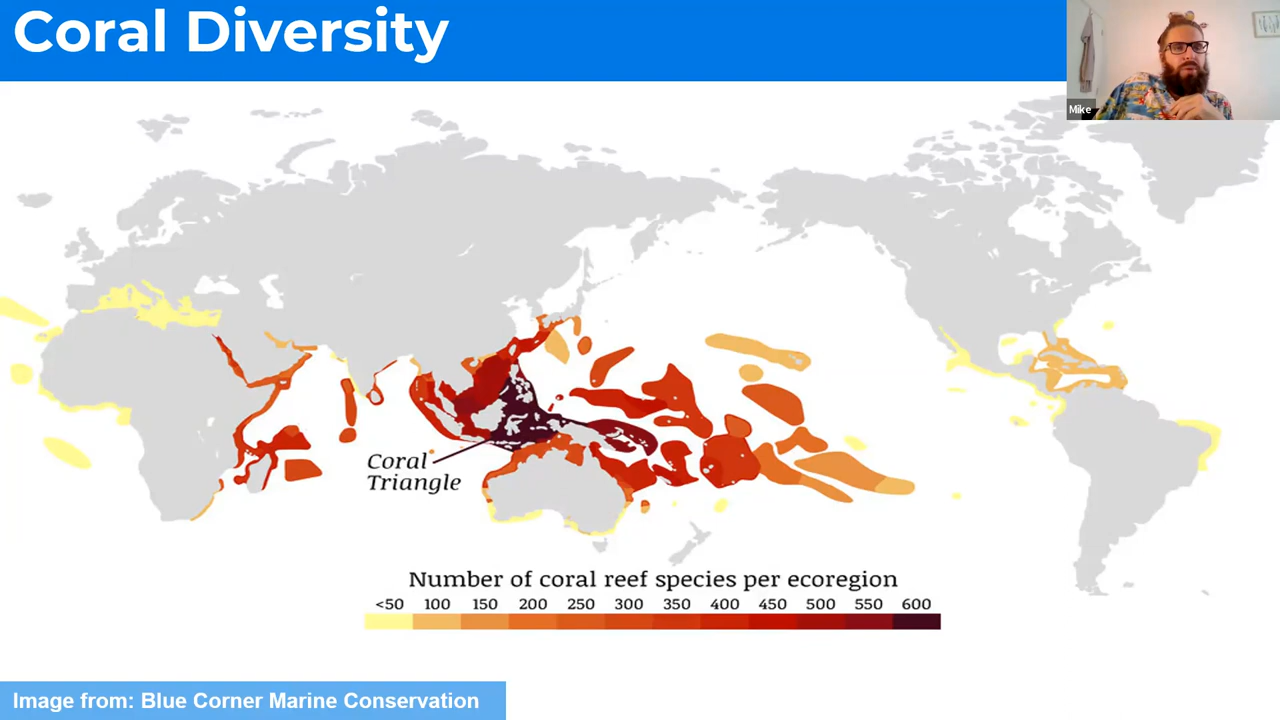 Coral Diversity
Mike
Coral
Triangle
Number of coral reef species per ecoregion
<50 100 150 200 250 300 350 400 450 500 550 600
Image from: Blue Corner Marine Conservation